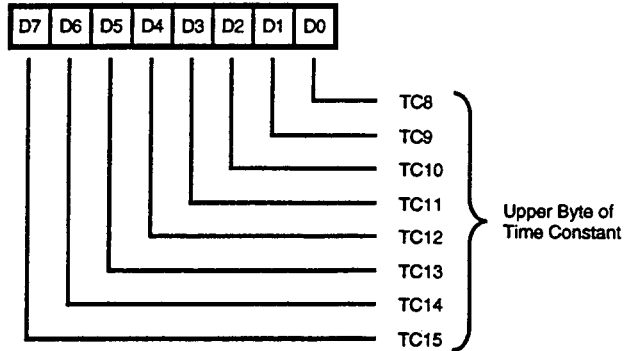 D7 D6 D5 D4 D3 D2 D1 D0
TC8
TC9
TC10
TC11
TC12
TC13
TC14
TC15
Upper Byte of
Time Constant